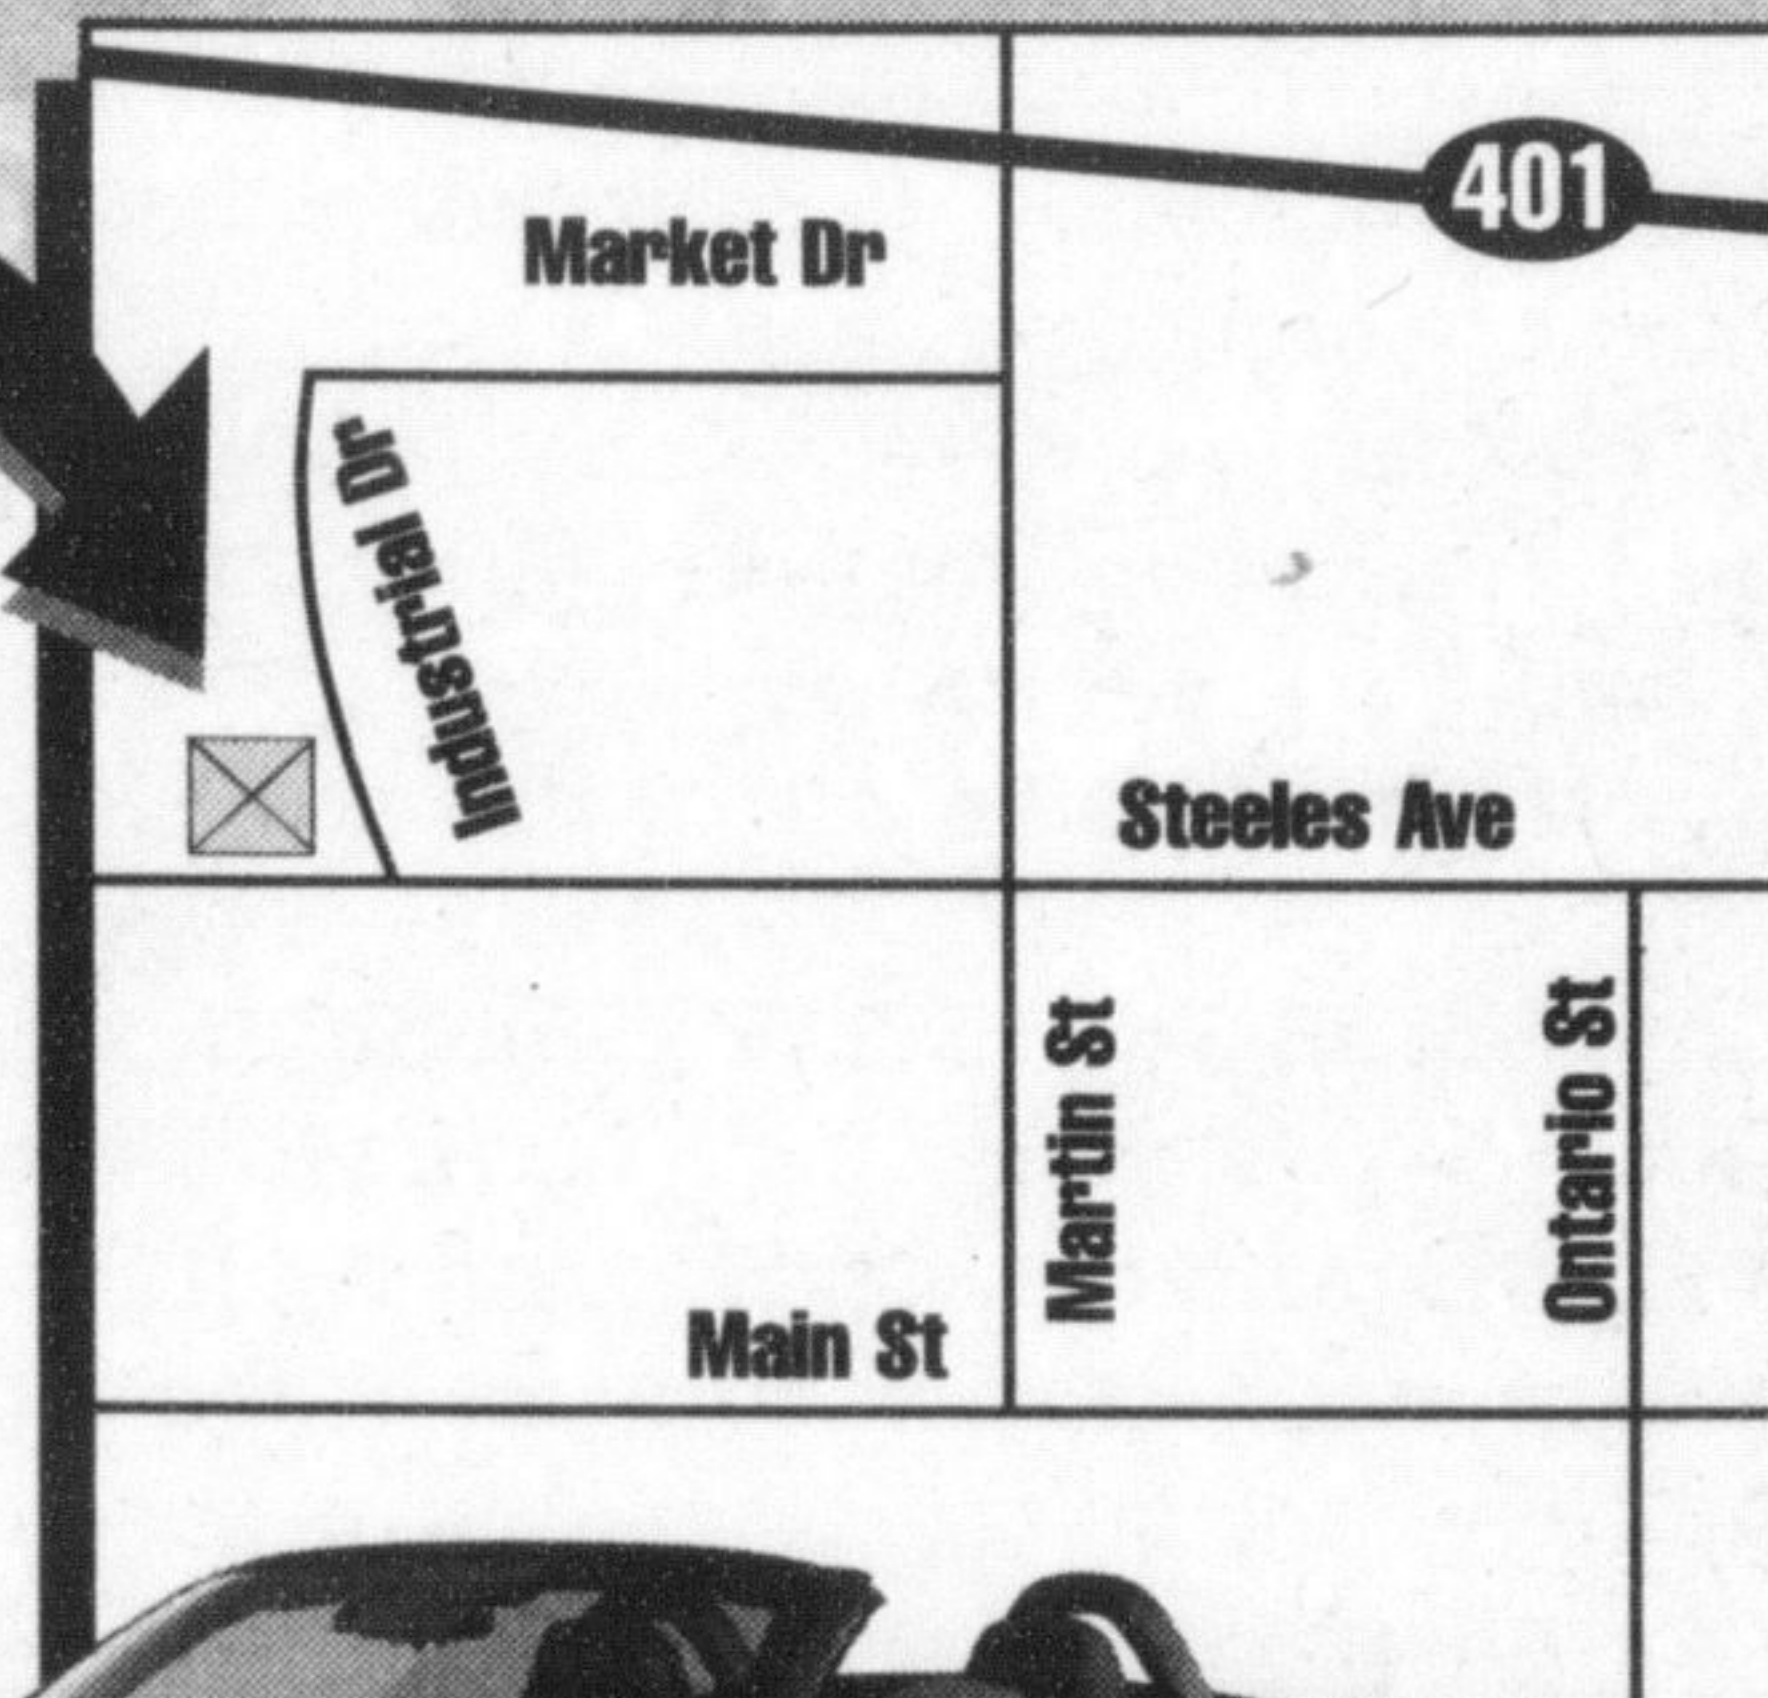 401
Market Dr
Industrial Dr
Steeles Ave
Martin St
Ontario St
Main St